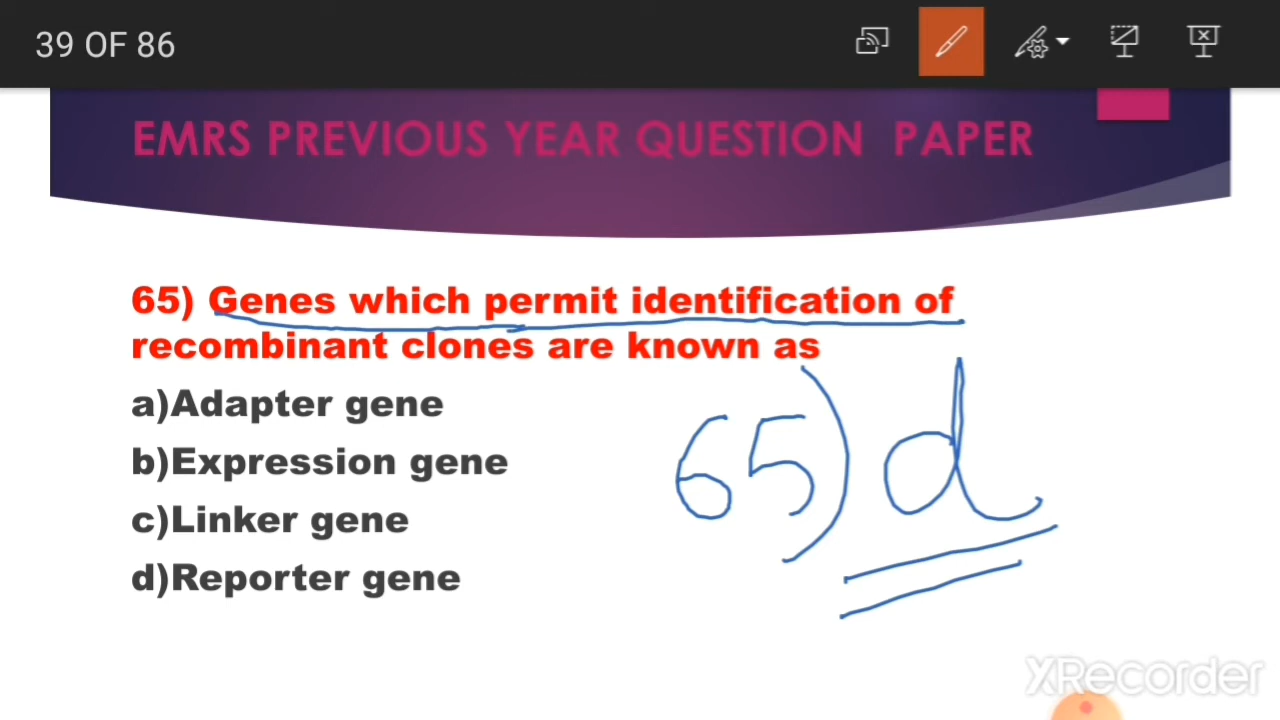 39 OF 86
EMRS PREVIOUS YEAR QUESTION PAPER
65) Genes which permit identification of
recombinant clones are known as
a)Adapter gene
b)Expression gene
c)Linker gene
d)Reporter gene
65) d
XRecorder